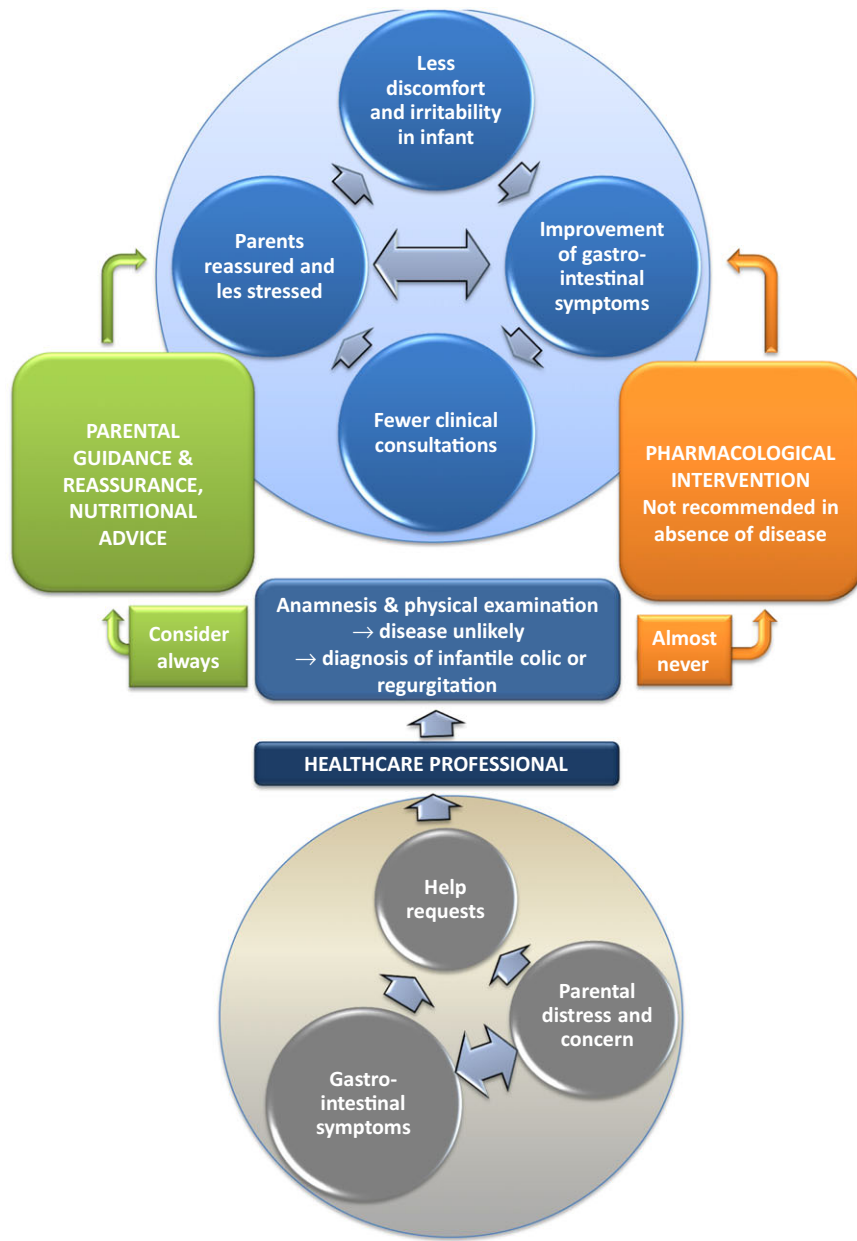 Less
discomfort
and irritability
in infant
Parents
reassured and
les stressed
Improvement
of gastro-
intestinal
symptoms
Fewer clinical
consultations
PARENTAL
GUIDANCE &
REASSURANCE,
NUTRITIONAL
ADVICE
PHARMACOLOGICAL
INTERVENTION
Not recommended in
absence of disease
Consider
always
Anamnesis & physical examination
→ disease unlikely
→ diagnosis of infantile colic or
regurgitation
Almost
never
HEALTHCARE PROFESSIONAL
Help
requests
Parental
distress and
concern
Gastro-
intestinal
symptoms